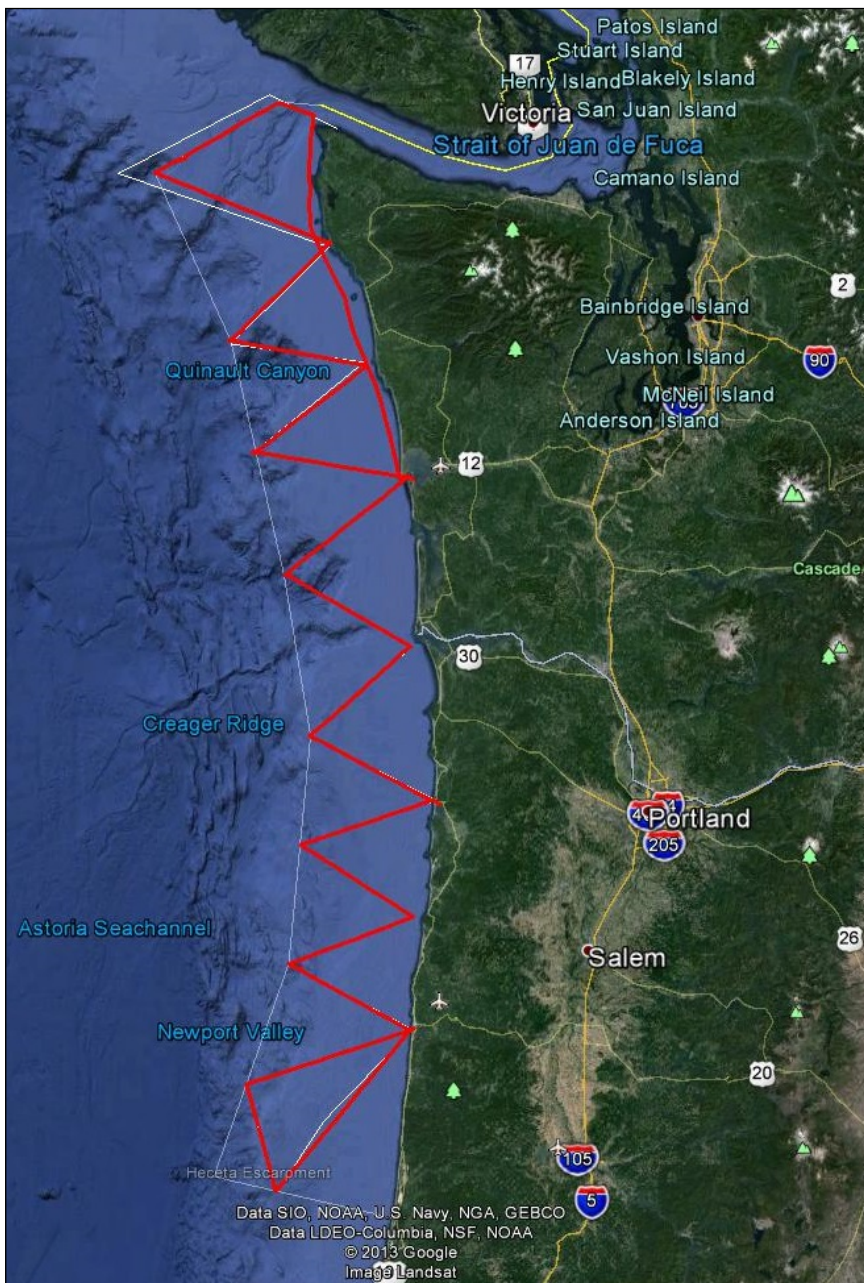 Patos Island
Stuart Island
17
Henry Island
Blakely Island
Victoria
San Juan Island
Strait of Juan de Fuca
Camano Island
2
Bainbridge Island
Vashon Island
90
Quinault Canyon
McNeil Island
705
Anderson Island
12
Cascade
30
Creager Ridge
Portland
205
Astoria Seachannel
26
Salem
Newport Valley
20
105
Heceta Escarpment
5
Data SIO, NOAA, U.S. Navy, NGA, GEBCO
Data LDEO-Columbia, NSF, NOAA
© 2013 Google
Image Landsat